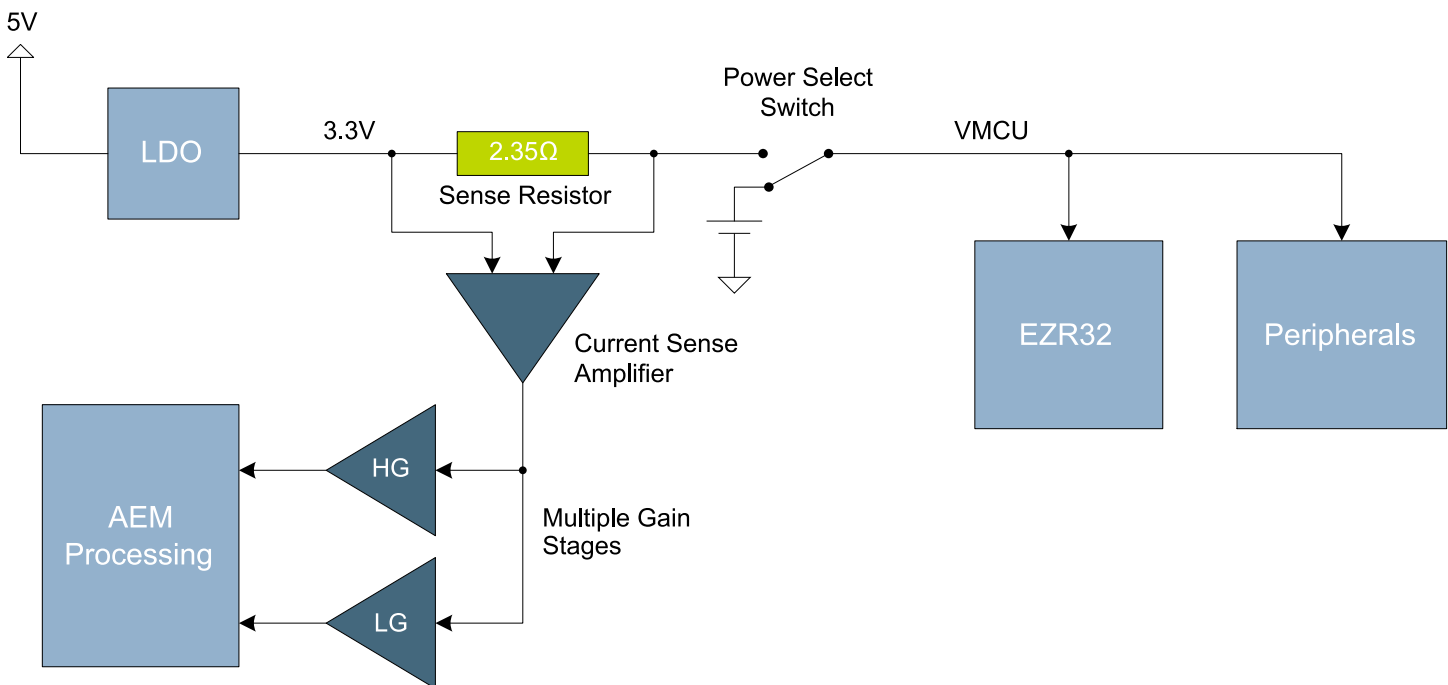 5V
LDO
3.3V
2.35Ω
Sense Resistor
Power Select
Switch
VMCU
EZR32
Peripherals
Current Sense
Amplifier
HG
LG
Multiple Gain
Stages
AEM
Processing